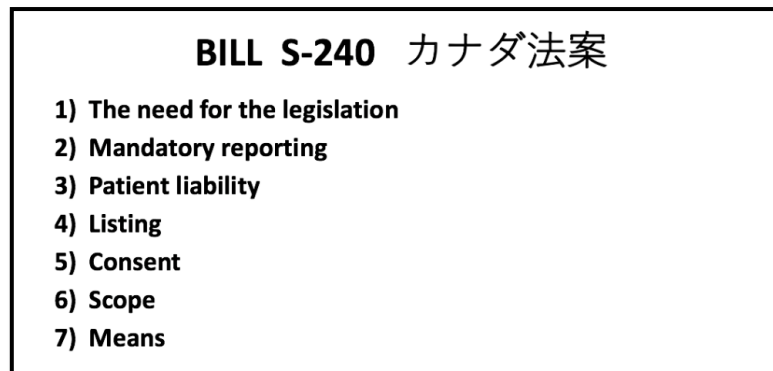 BILL S-240 カナダ法案
1) The need for the legislation
2) Mandatory reporting
3) Patient liability
4) Listing
5) Consent
6) Scope
7) Means